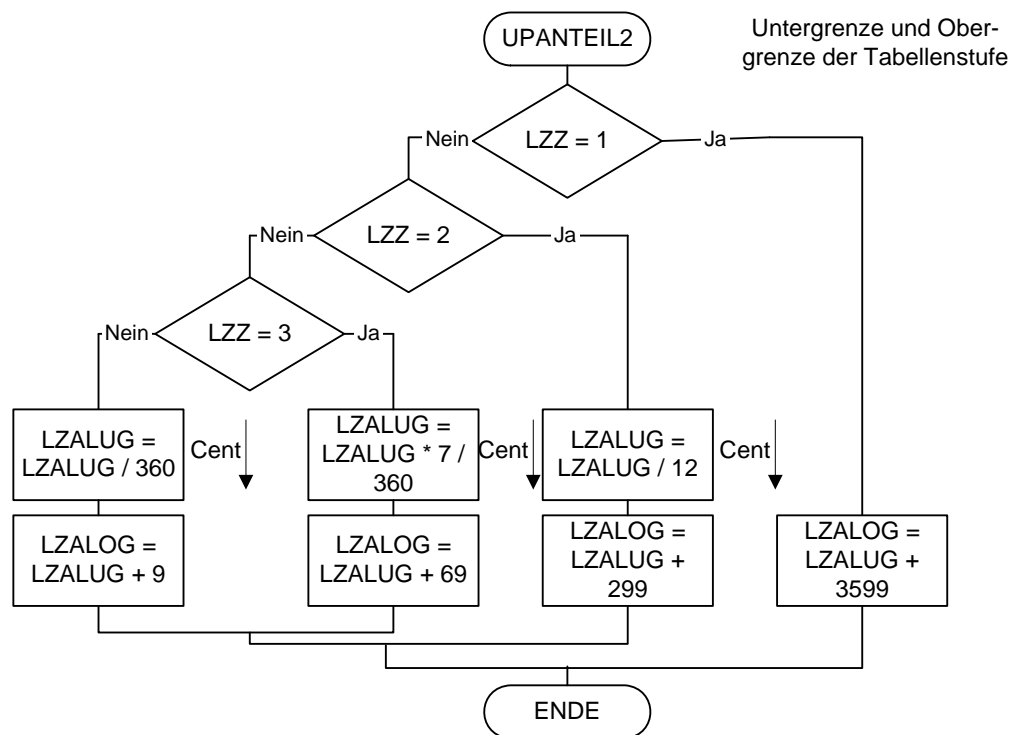 UPANTEIL2
Untergrenze und Ober-
grenze der Tabellenstufe
Nein
LZZ = 1
Ja
Nein
LZZ = 2
Ja
Nein
LZZ = 3
Ja
LZALUG =
LZALUG / 360
Cent
LZALUG =
LZALUG * 7 /
360
Cent
LZALUG =
LZALUG / 12
Cent
LZALOG =
LZALUG + 9
LZALOG =
LZALUG + 69
LZALOG =
LZALUG +
299
LZALOG =
LZALUG +
3599
ENDE